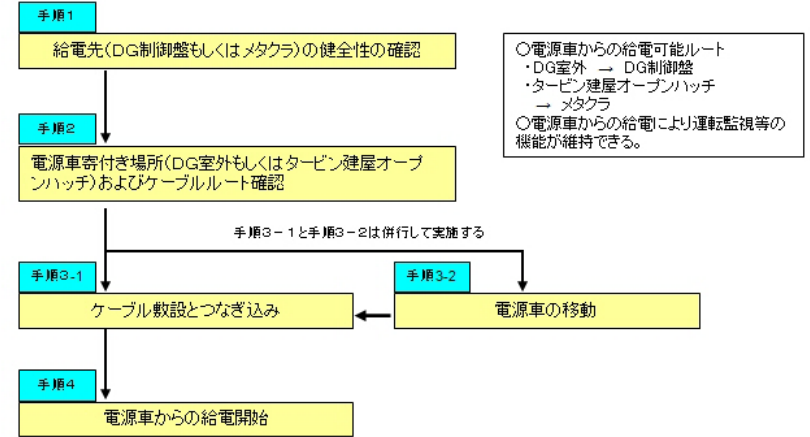 手順1
給電先(DG制御盤もしくはメタクラ)の健全性の確認
○電源車からの給電可能ルート
・DG室外 → DG制御盤
・タービン建屋オープンハッチ
→ メタクラ
○電源車からの給電により運転監視等の
機能が維持できる。
手順2
電源車寄付き場所(DG室外もしくはタービン建屋オープ
ンハッチ)およびケーブルルート確認
手順3-1と手順3-2は併行して実施する
手順3-1
ケーブル敷設とつなぎ込み
手順3-2
電源車の移動
手順4
電源車からの給電開始